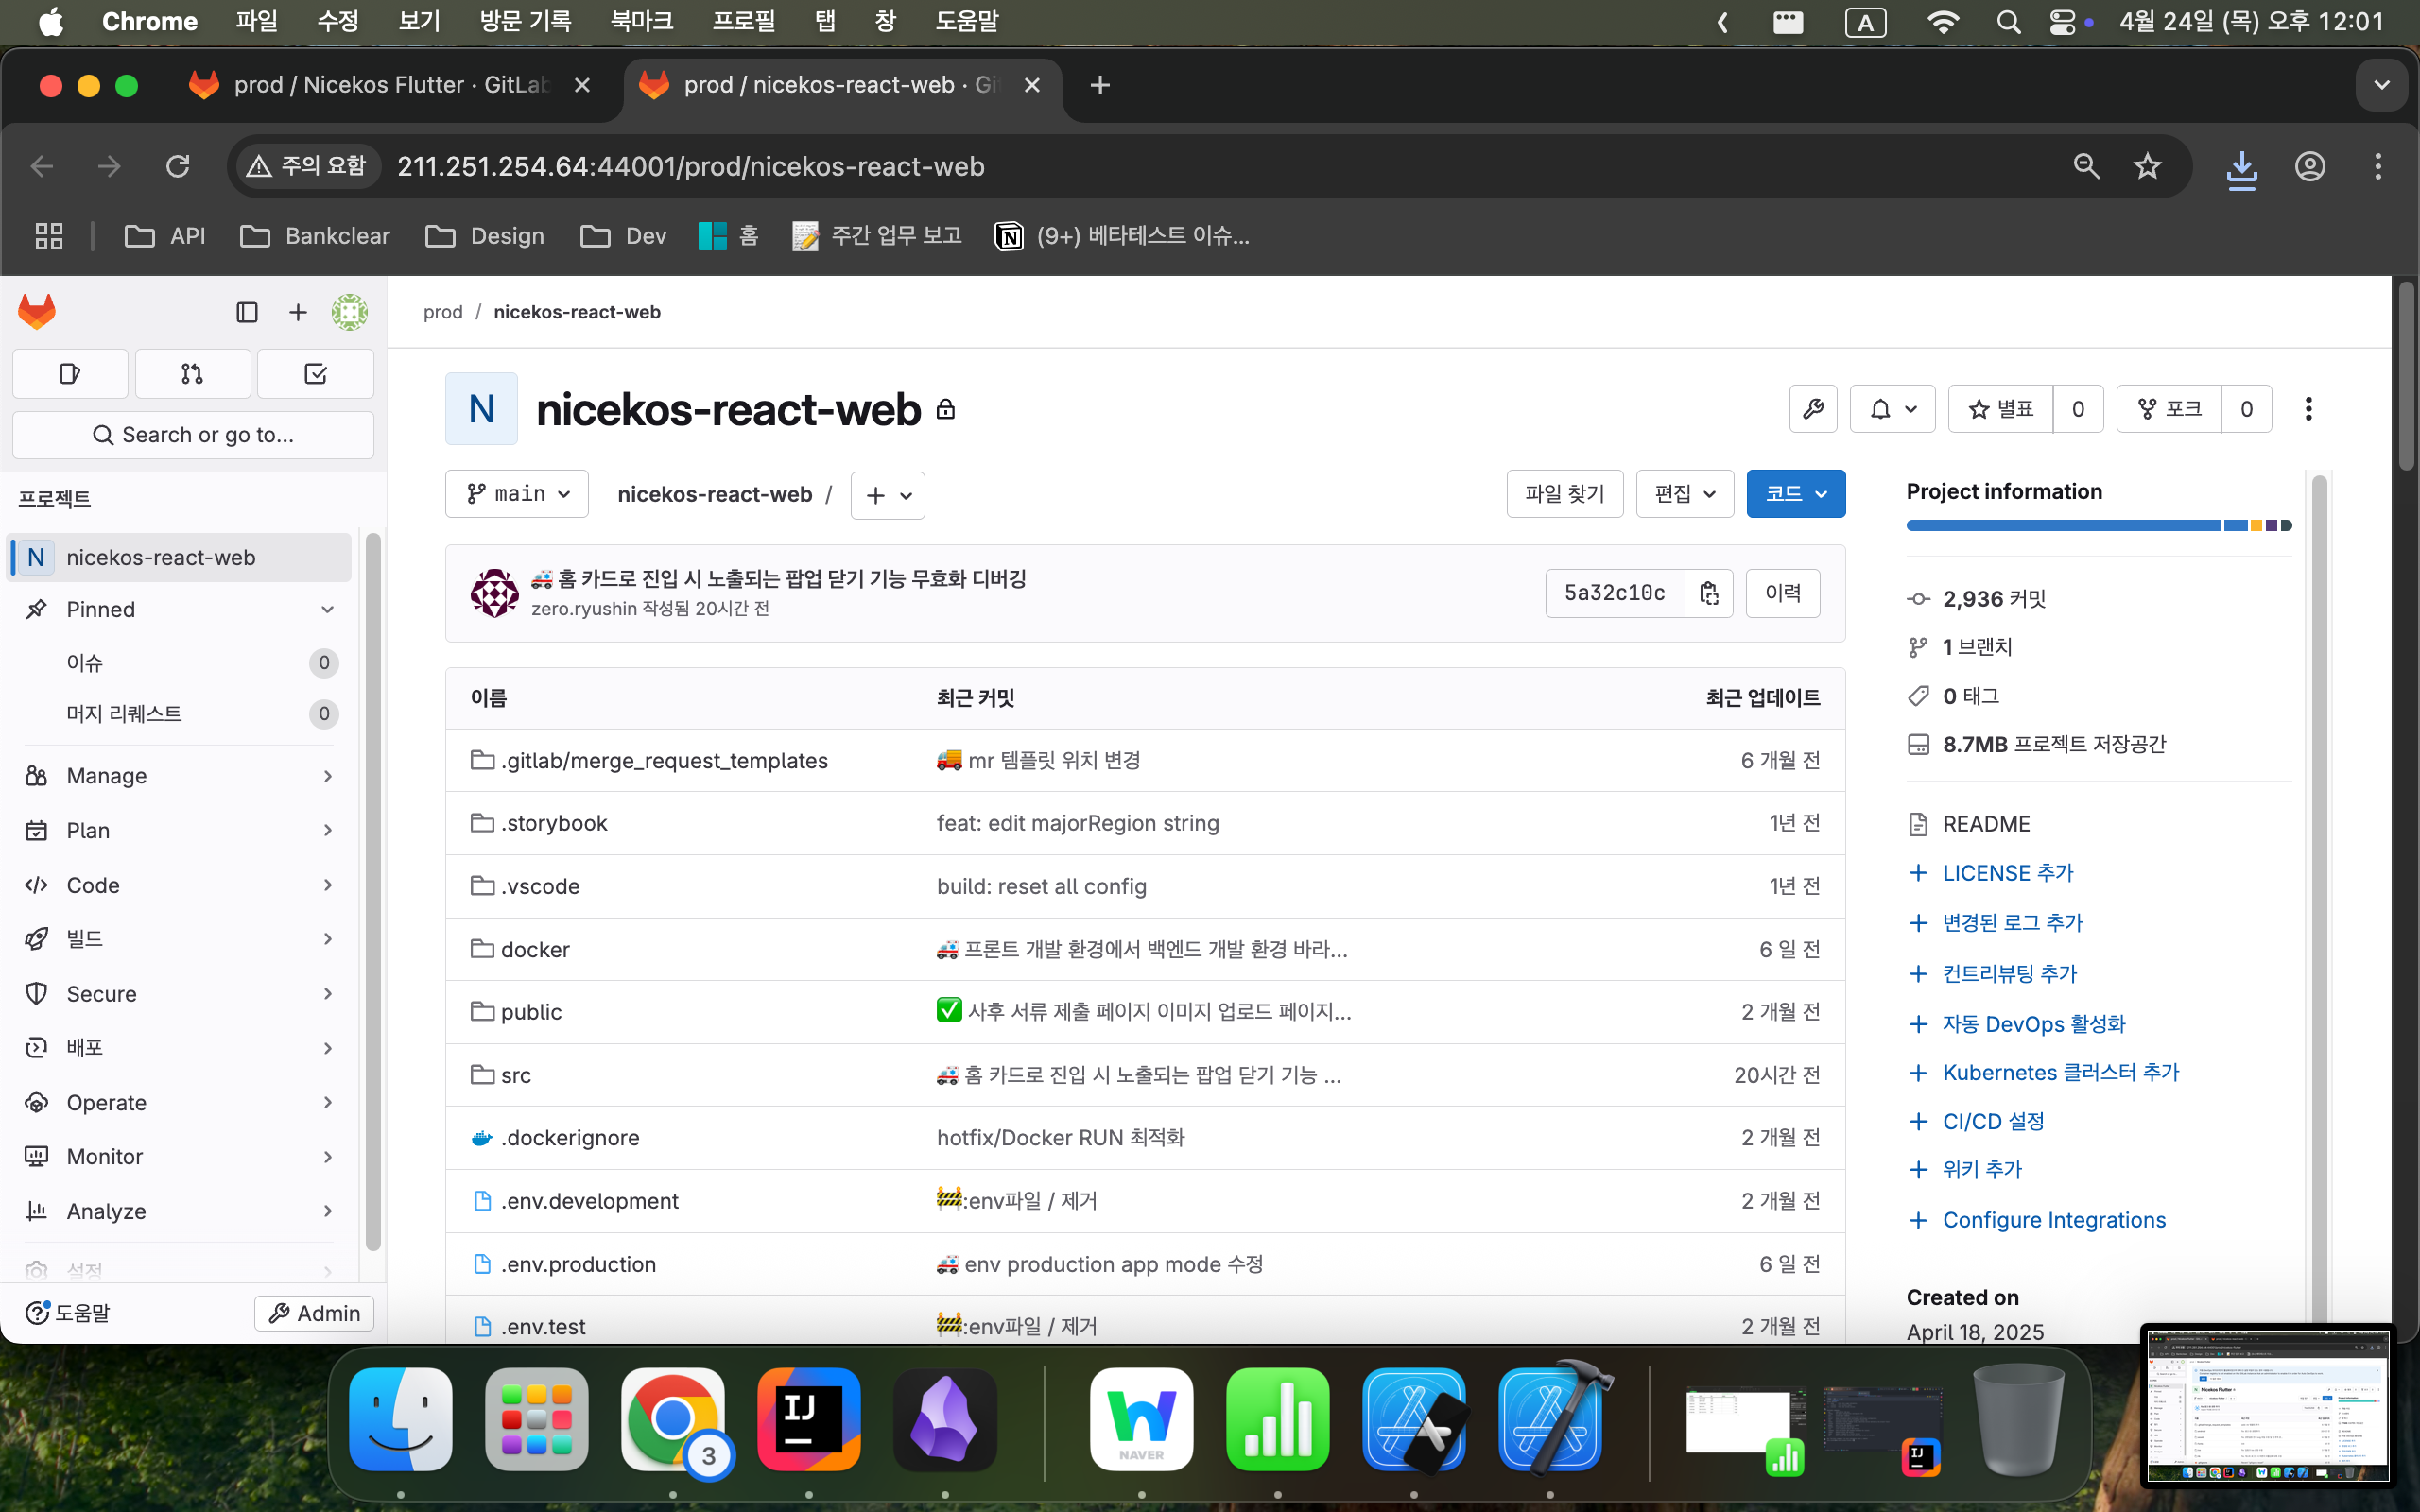 Chrome 파일 수정 보기 방문 기록 북마크 프로필 탭 창 도움말 A 4월 24일 (목) 오후 12:01
prod / Nicekos Flutter · GitLab
prod / nicekos-react-web · Gi
주의 요함 211.251.254.64:44001/prod/nicekos-react-web
API Bankclear Design Dev 홈 주간 업무 보고 (9+) 베타테스트 이슈...
prod / nicekos-react-web
Search or go to...
프로젝트
N nicekos-react-web
Pinned
이슈 0
머지 리퀘스트 0
Manage
Plan
Code
빌드
Secure
배포
Operate
Monitor
Analyze
설정
도움말 Admin
N nicekos-react-web
별표 0 포크 0
main nicekos-react-web / 파일 찾기 편집 코드
🚑 홈 카드로 진입 시 노출되는 팝업 닫기 기능 무효화 디버깅
zero.ryushin 작성됨 20시간 전
5a32c10c 이력
이름 최근 커밋 최근 업데이트
.gitlab/merge_request_templates 🚚 mr 템플릿 위치 변경 6 개월 전
.storybook feat: edit majorRegion string 1년 전
.vscode build: reset all config 1년 전
docker 🚑 프론트 개발 환경에서 백엔드 개발 환경 바라... 6 일 전
public ✅ 사후 서류 제출 페이지 이미지 업로드 페이지... 2 개월 전
src 🚑 홈 카드로 진입 시 노출되는 팝업 닫기 기능 ... 20시간 전
.dockerignore hotfix/Docker RUN 최적화 2 개월 전
.env.development 🚧:env파일 / 제거 2 개월 전
.env.production 🚑 env production app mode 수정 6 일 전
.env.test 🚧:env파일 / 제거 2 개월 전
Project information
2,936 커밋
1 브랜치
0 태그
8.7MB 프로젝트 저장공간
README
LICENSE 추가
변경된 로그 추가
컨트리뷰팅 추가
자동 DevOps 활성화
Kubernetes 클러스터 추가
CI/CD 설정
위키 추가
Configure Integrations
Created on
April 18, 2025
3
IJ
NAVER
IJ